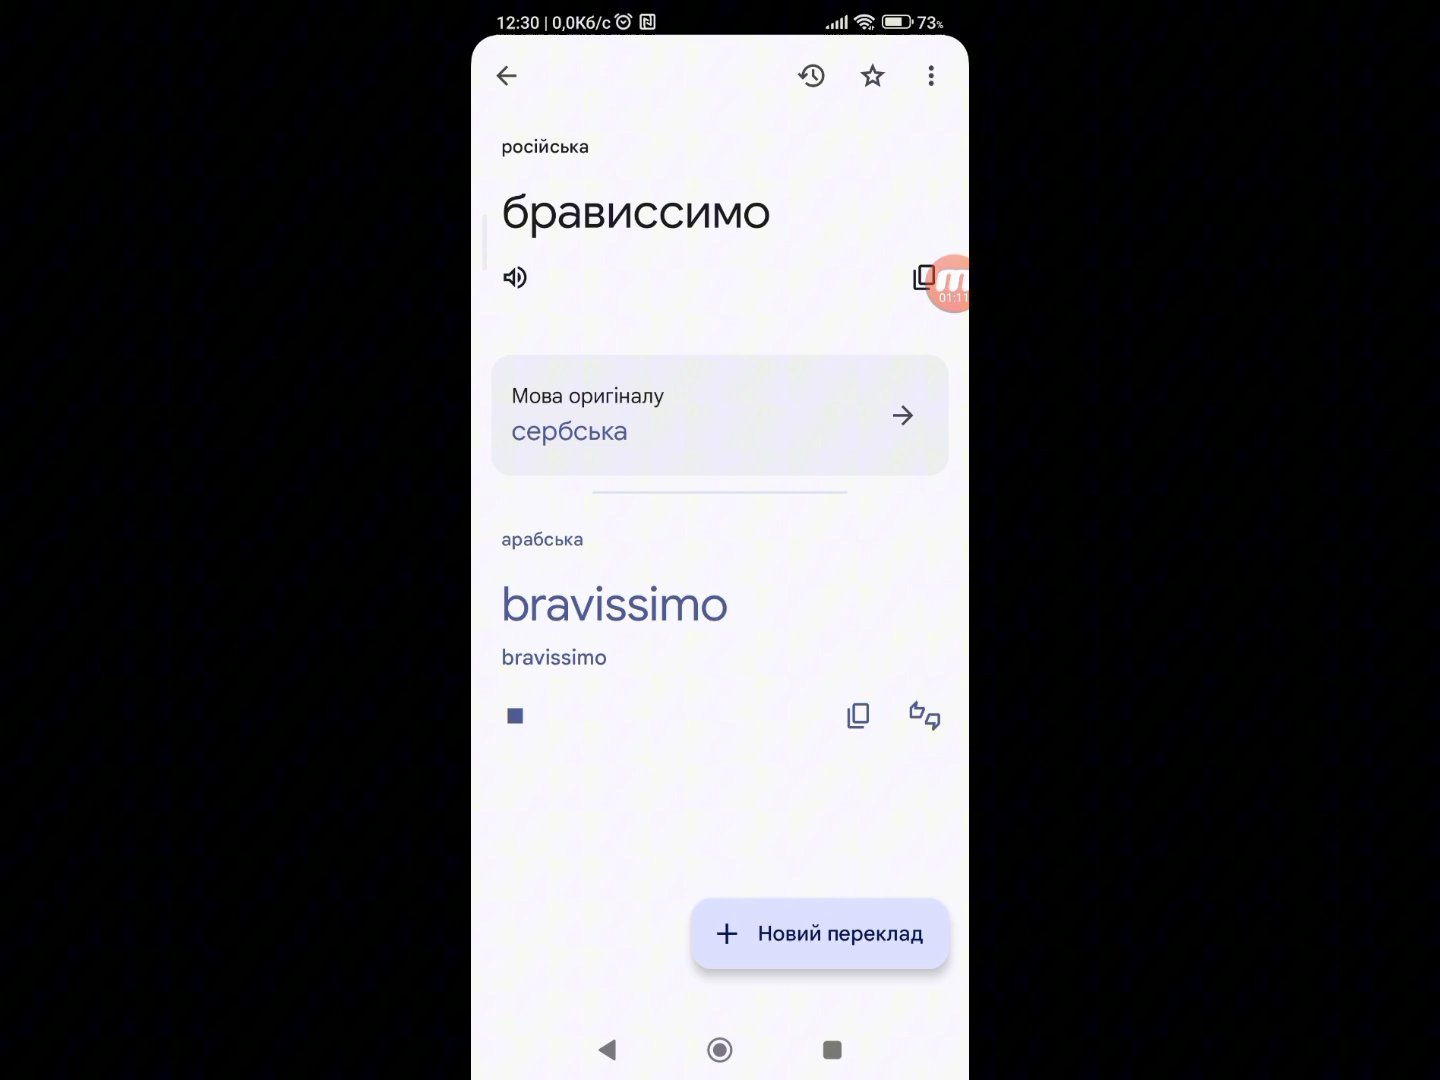 12:30 | 0,0Кб/с 73%
російська
брависсимо
m
01:11
Мова оригіналу
сербська
арабська
bravissimo
bravissimo
Новий переклад